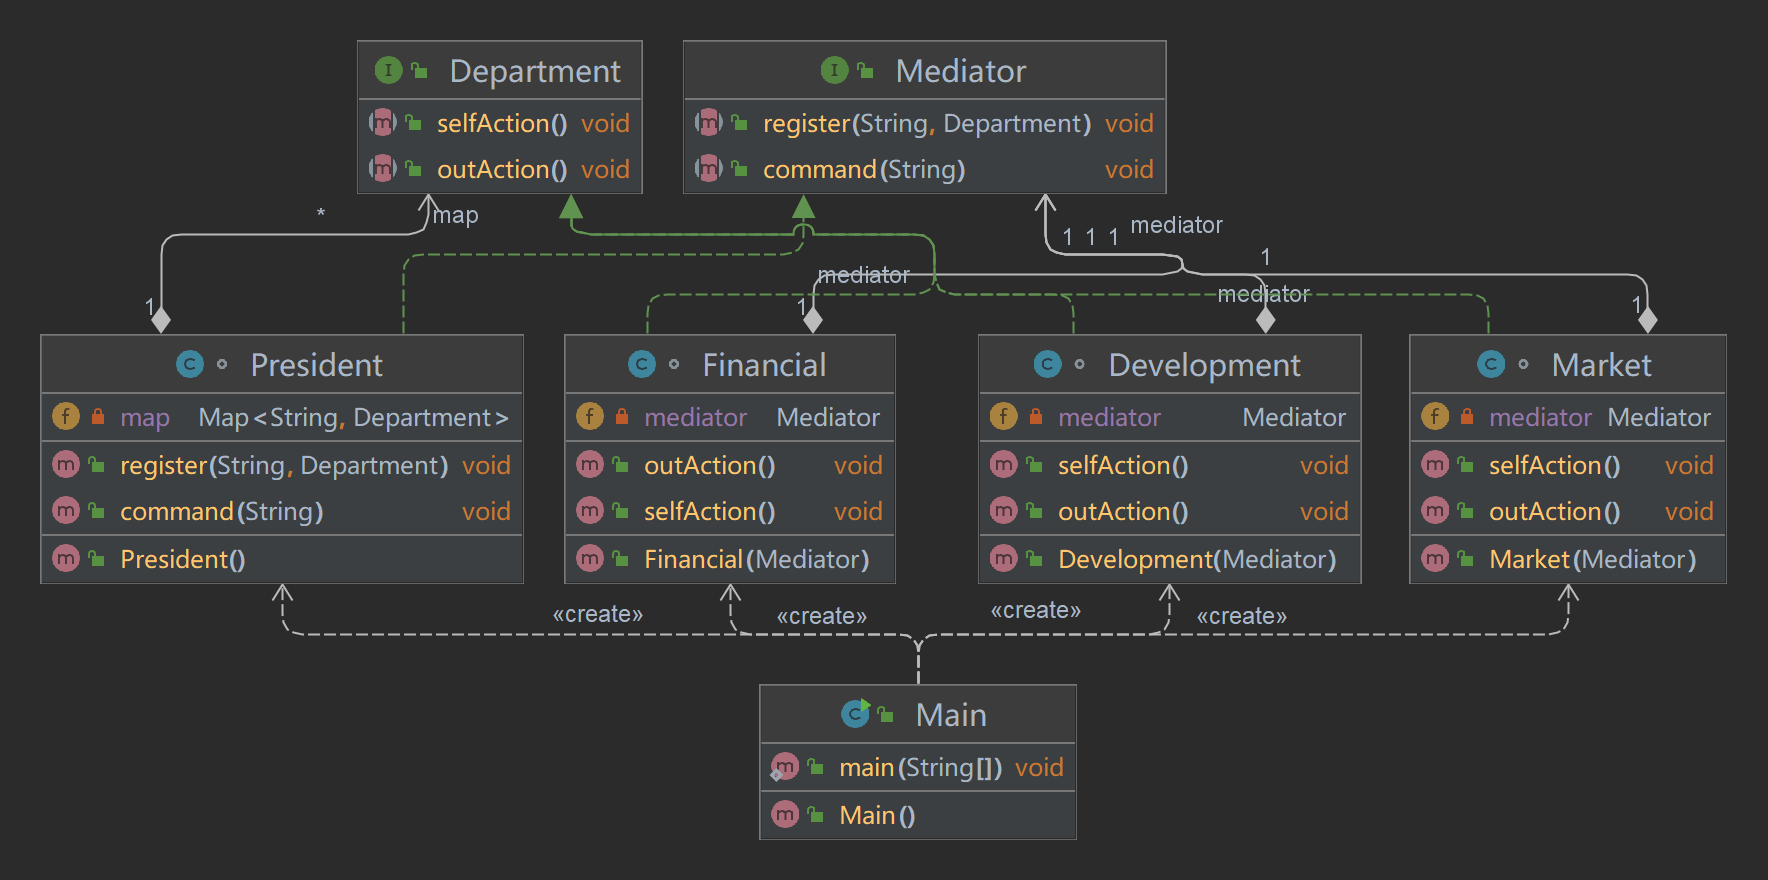 Department
selfAction() void
outAction() void
Mediator
register(String, Department) void
command(String) void
*
map
1 1 1
mediator
1
mediator
mediator
1
1
1
President
map Map<String, Department>
register(String, Department) void
command(String) void
President()
Financial
mediator Mediator
outAction() void
selfAction() void
Financial(Mediator)
Development
mediator Mediator
selfAction() void
outAction() void
Development(Mediator)
Market
mediator Mediator
selfAction() void
outAction() void
Market(Mediator)
«create»
«create»
«create»
«create»
Main
main(String[]) void
Main()